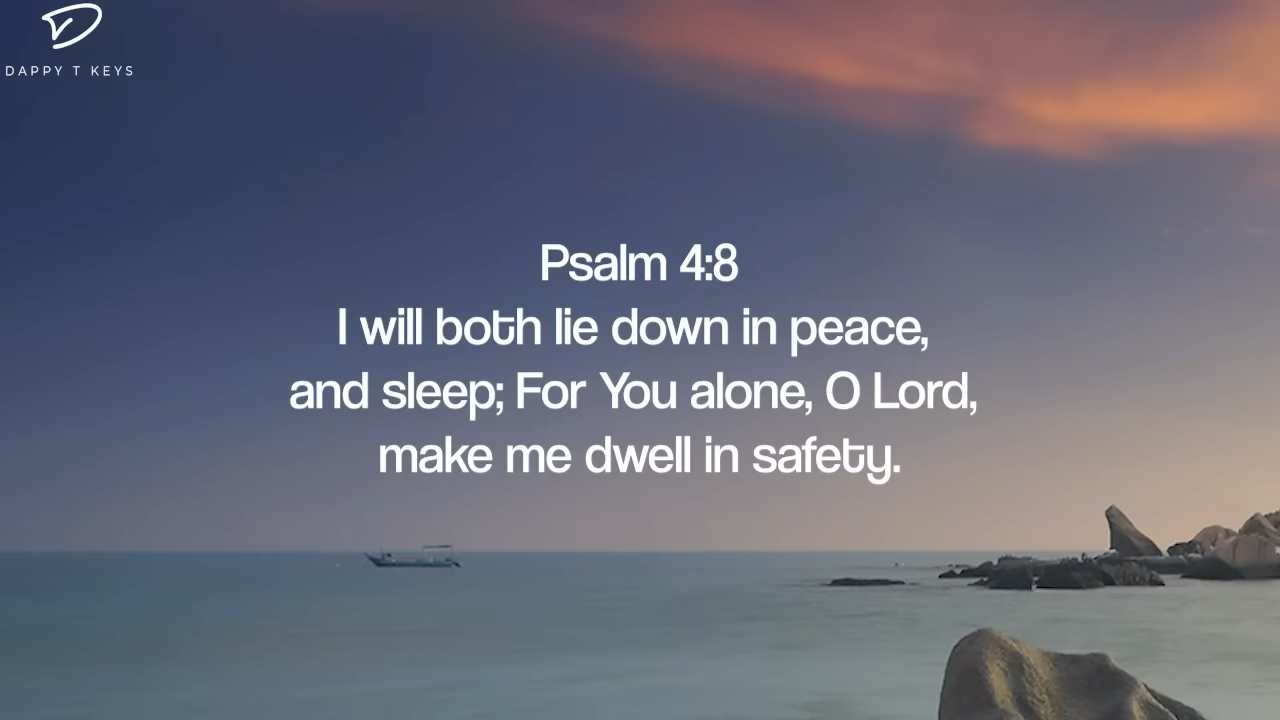 DAPPY T KEYS
Psalm 4:8
I will both lie down in peace,
and sleep; For You alone, O Lord,
make me dwell in safety.